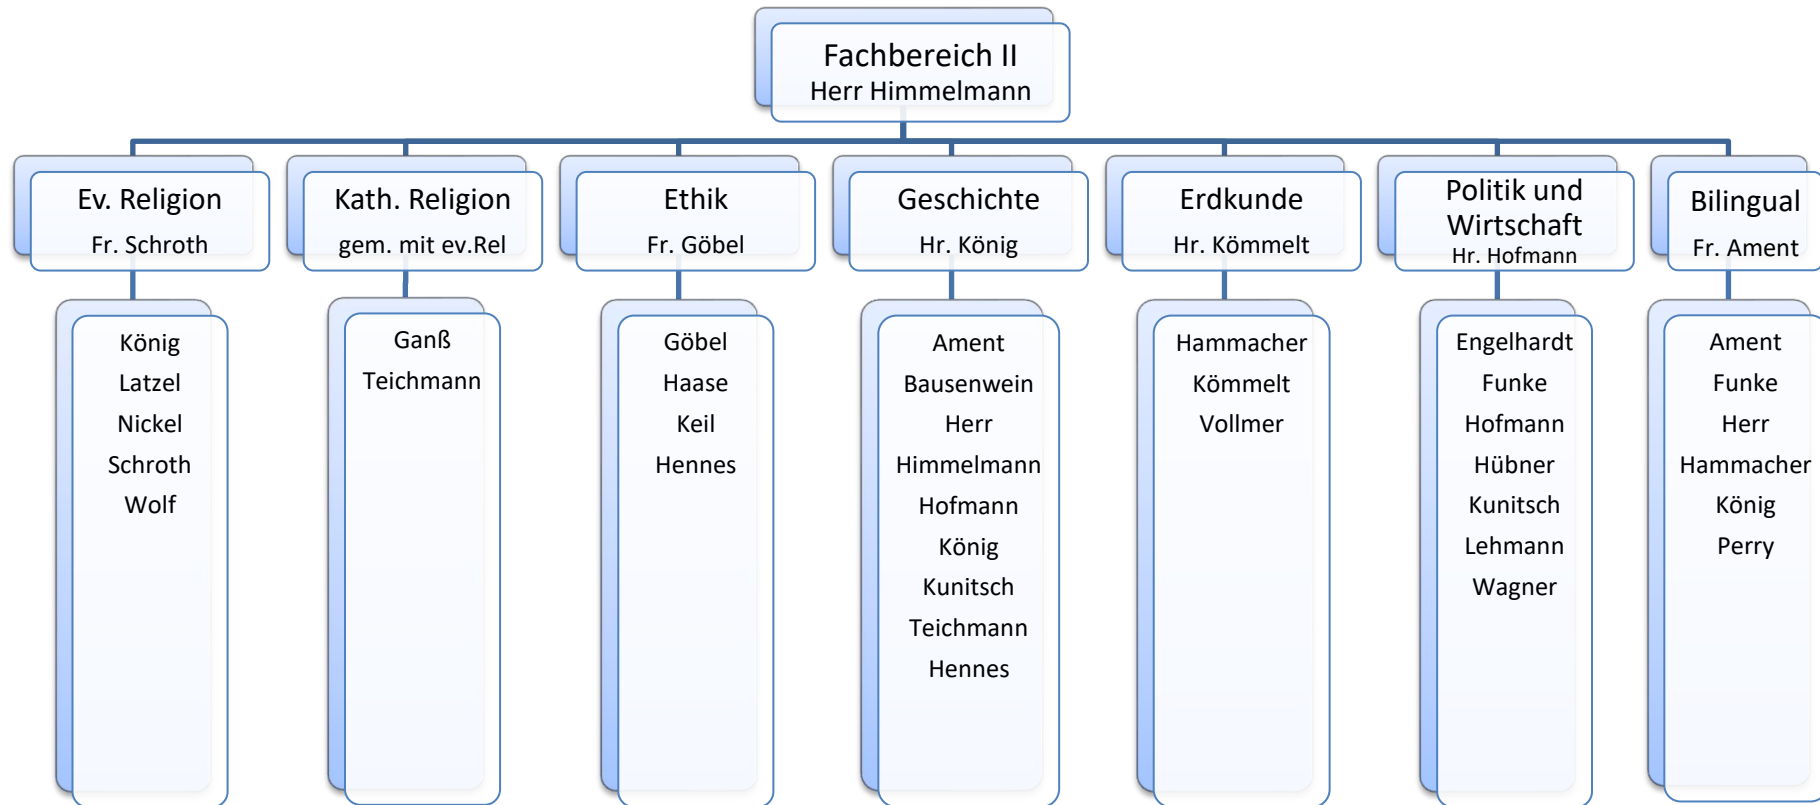 Fachbereich II
Herr Himmelmann
Ev. Religion
Fr. Schroth
Kath. Religion
gem. mit ev.Rel
Ethik
Fr. Göbel
Geschichte
Hr. König
Erdkunde
Hr. Kömmelt
Politik und
Wirtschaft
Hr. Hofmann
Bilingual
Fr. Ament
König
Latzel
Nickel
Schroth
Wolf
Ganß
Teichmann
Göbel
Haase
Keil
Hennes
Ament
Bausenwein
Herr
Himmelmann
Hofmann
König
Kunitsch
Teichmann
Hennes
Hammacher
Kömmelt
Vollmer
Engelhardt
Funke
Hofmann
Hübner
Kunitsch
Lehmann
Wagner
Ament
Funke
Herr
Hammacher
König
Perry